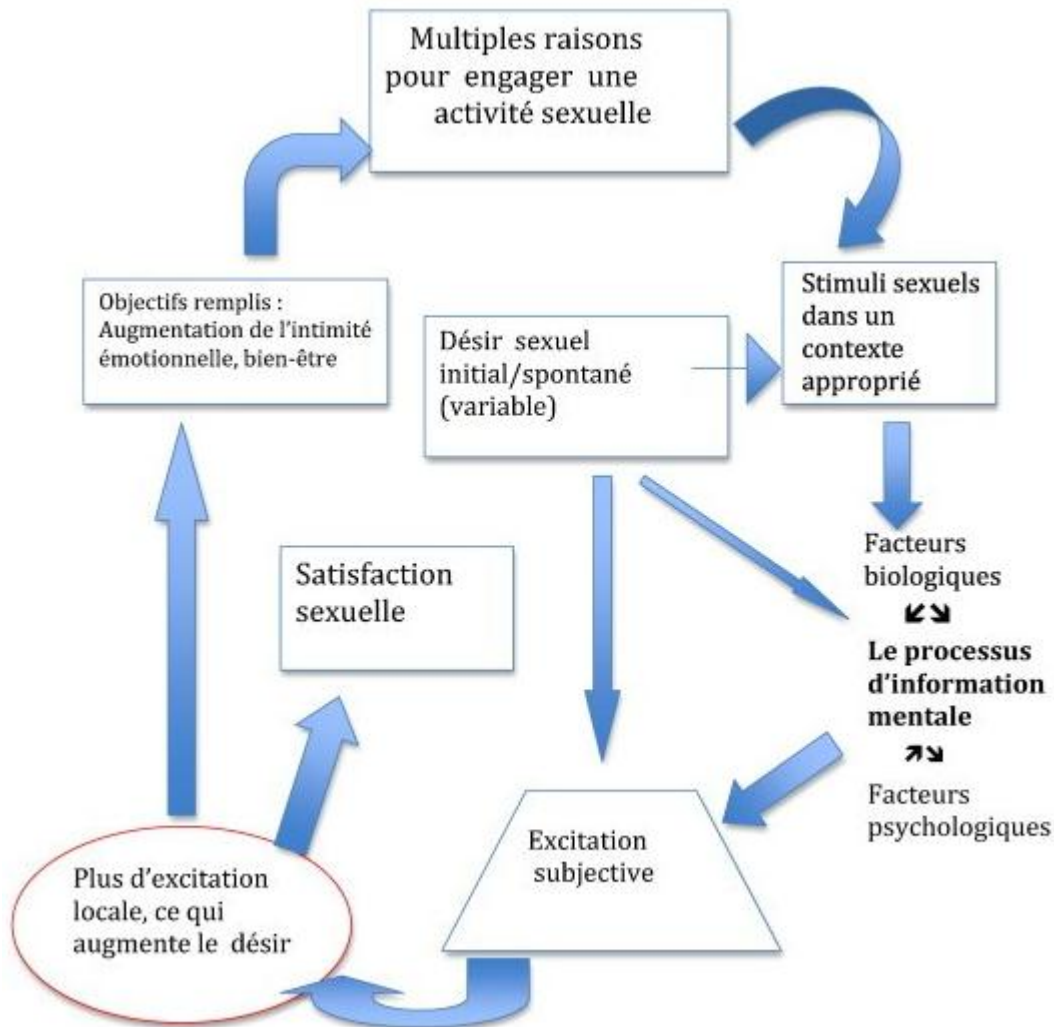 Multiples raisons
pour engager une
activité sexuelle
Objectifs remplis :
Augmentation de l'intimité
émotionnelle, bien-être
Désir sexuel
initial/spontané
(variable)
Stimuli sexuels
dans un
contexte
approprié
Satisfaction
sexuelle
Facteurs
biologiques
Le processus
d'information
mentale
Facteurs
psychologiques
Excitation
subjective
Plus d'excitation
locale, ce qui
augmente le désir